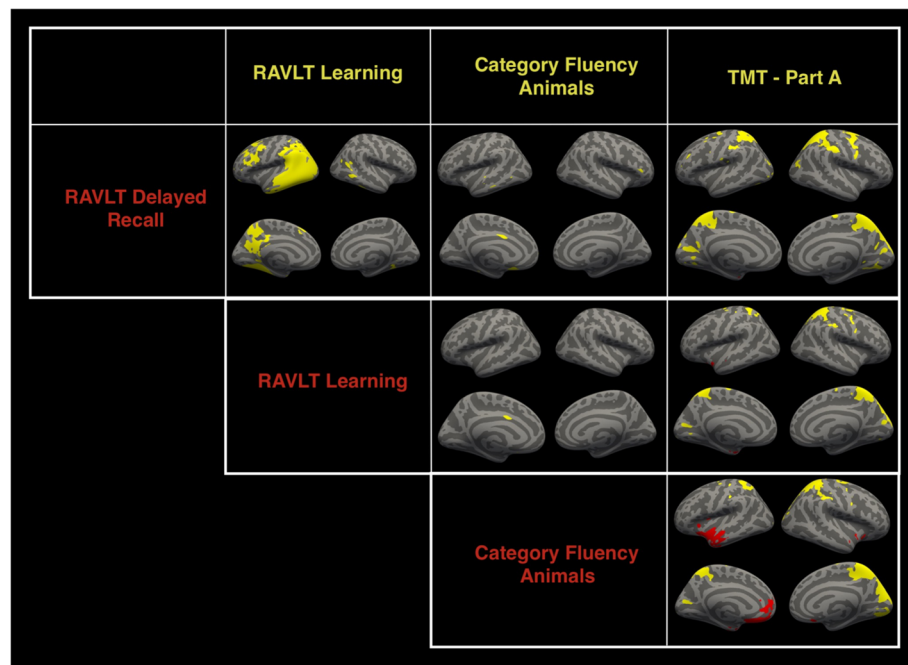 RAVLT Learning
Category Fluency
Animals
TMT - Part A
RAVLT Delayed
Recall
RAVLT Learning
Category Fluency
Animals